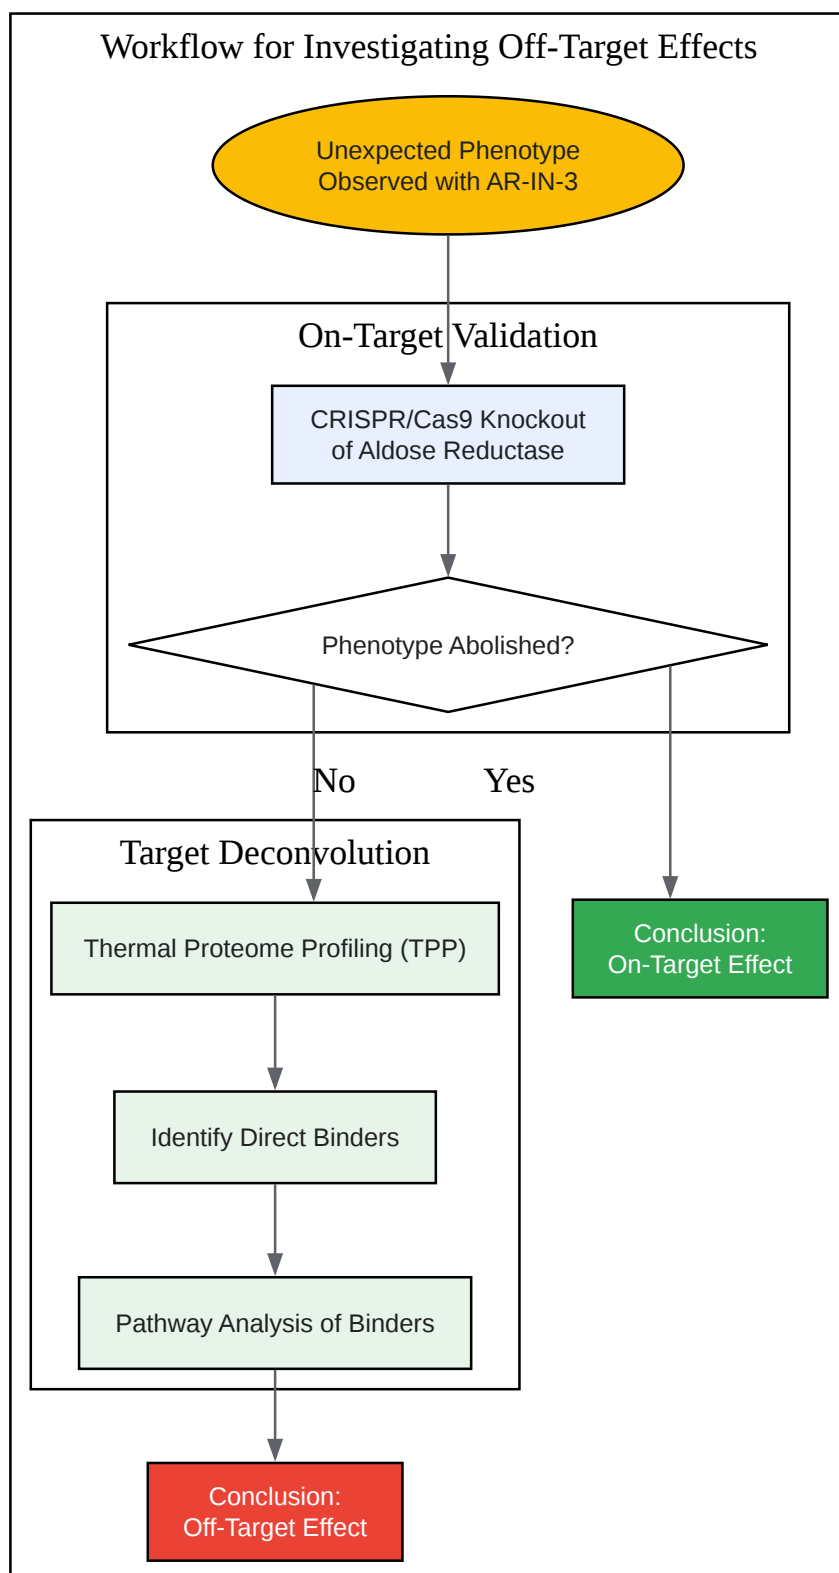 Workflow for Investigating Off-Target Effects
Unexpected Phenotype
Observed with AR-IN-3
On-Target Validation
CRISPR/Cas9 Knockout
of Aldose Reductase
Phenotype Abolished?
No
Yes
Target Deconvolution
Thermal Proteome Profiling (TPP)
Conclusion:
On-Target Effect
Identify Direct Binders
Pathway Analysis of Binders
Conclusion:
Off-Target Effect